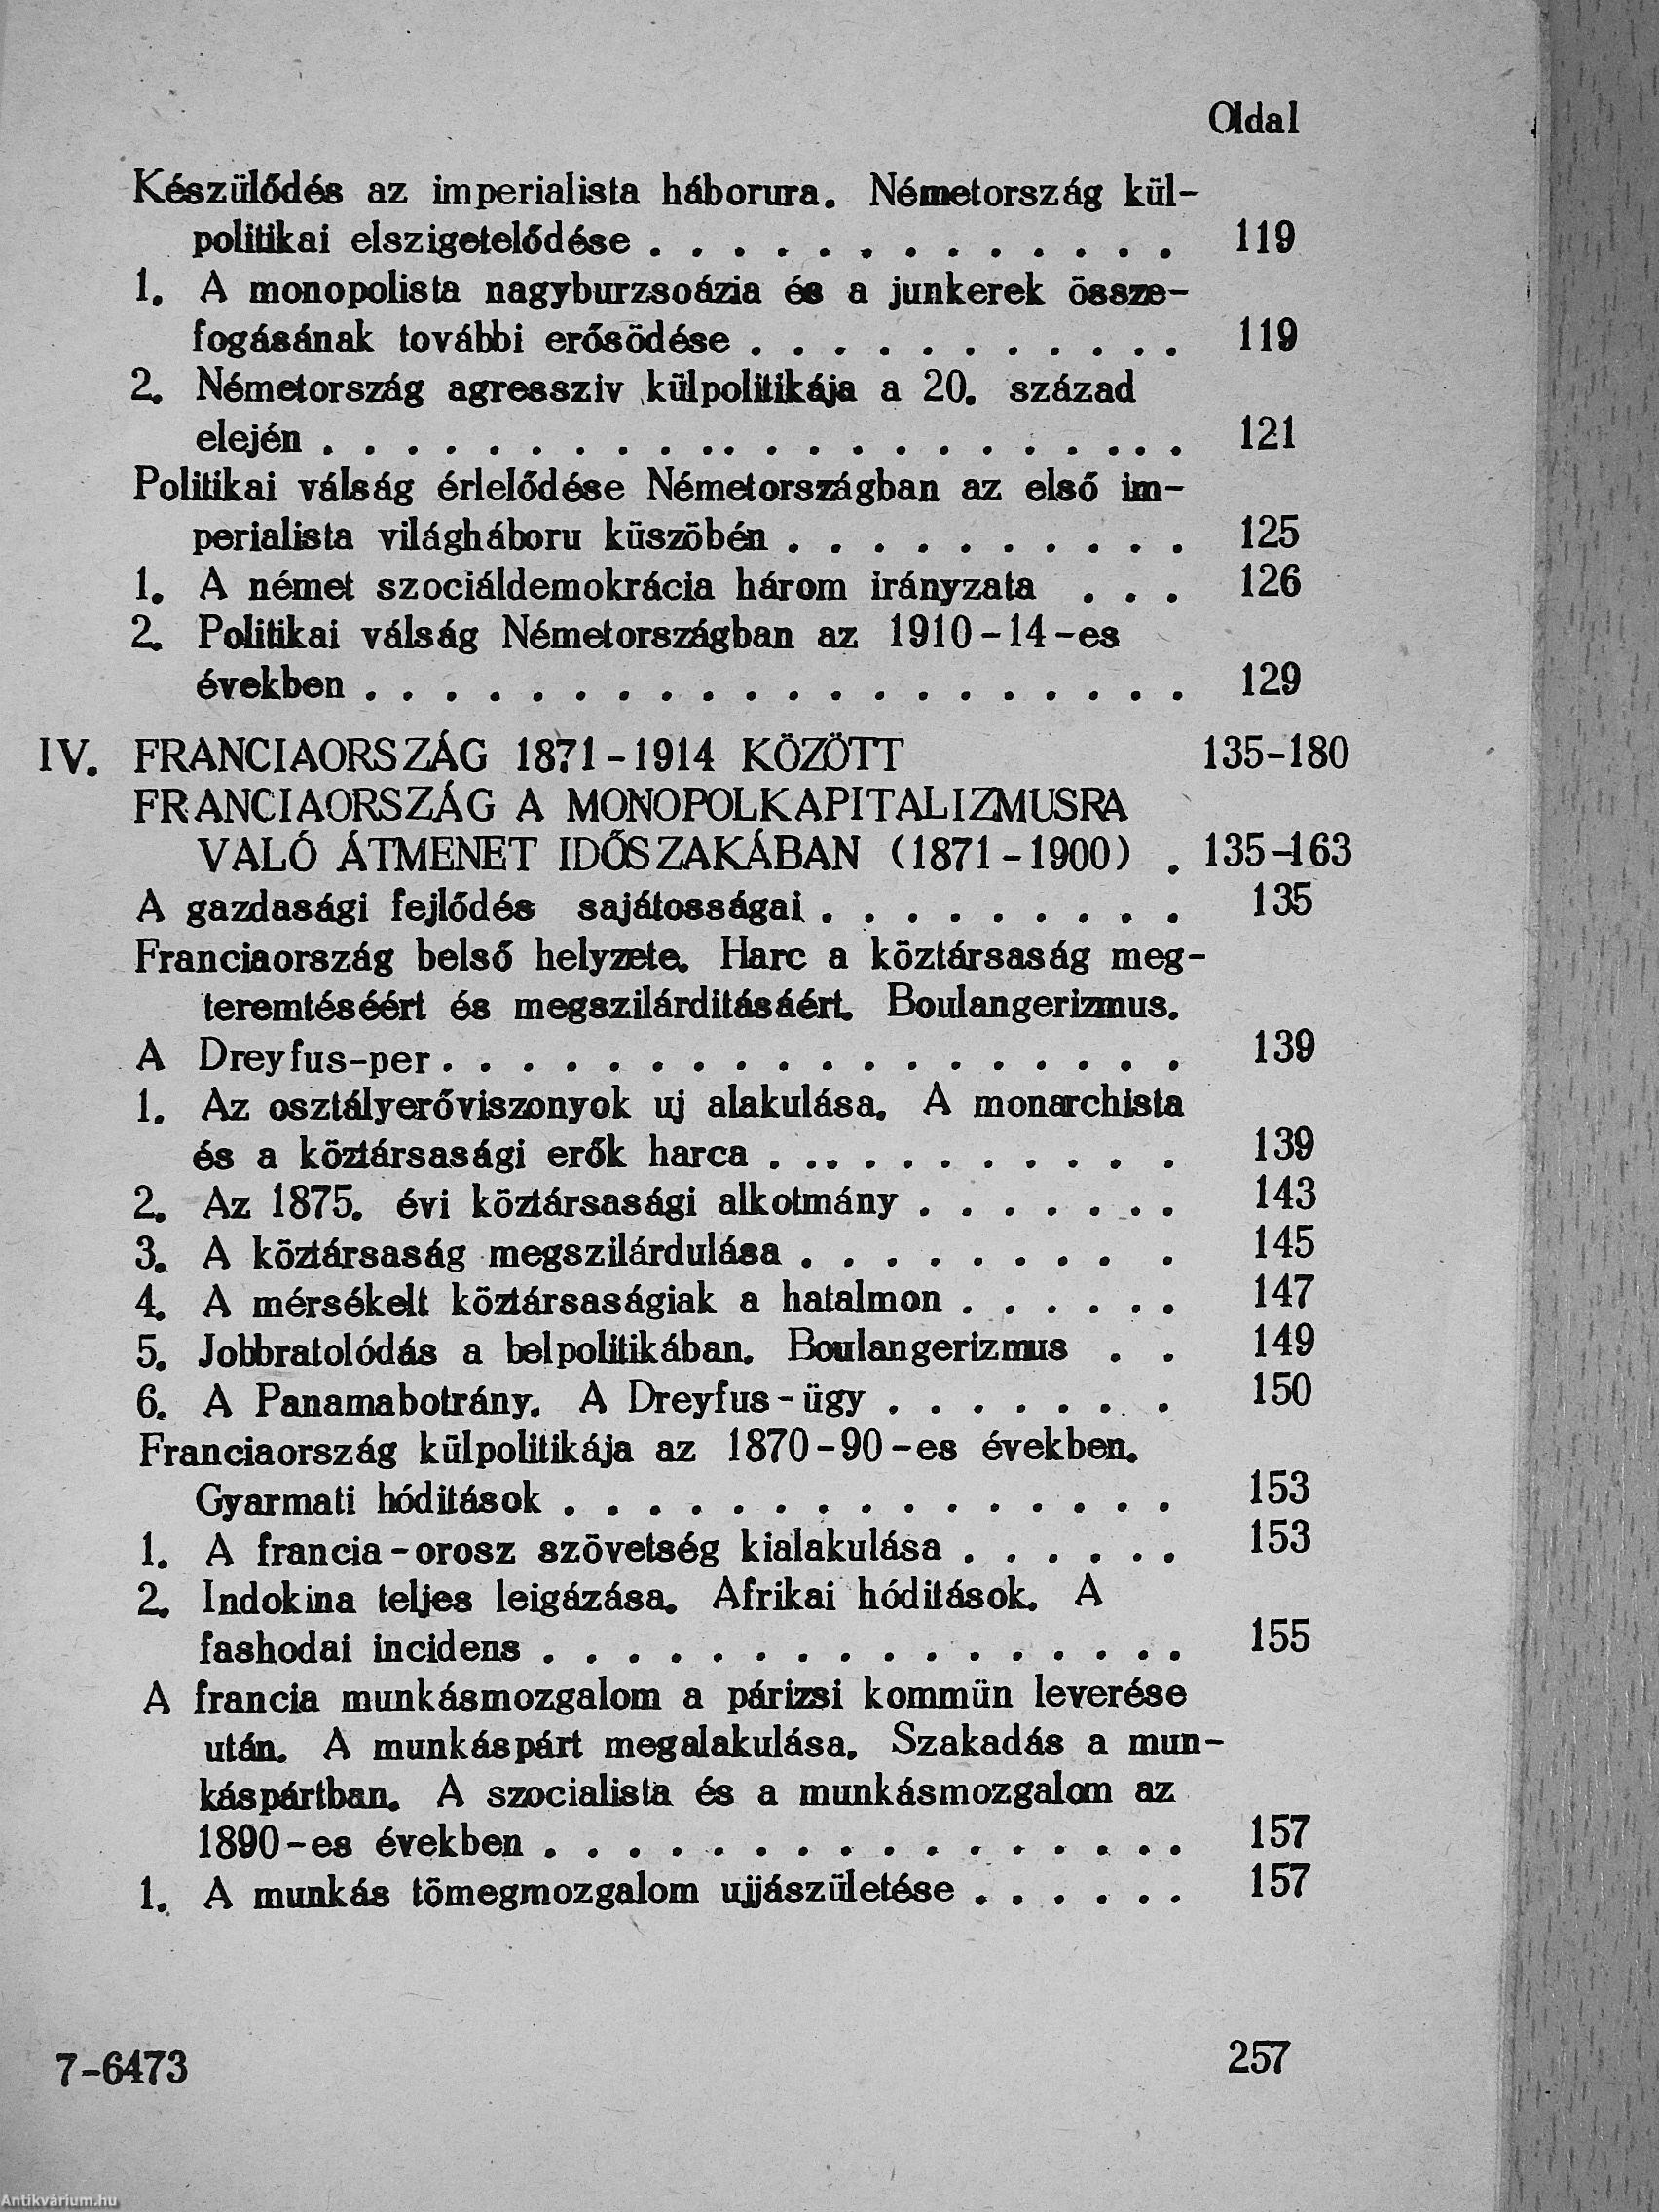 Oldal
Készülődés az imperialista háborura. Németország kül-
politikai elszigetelődése . . . . . . . . . . . . . 119
1. A monopolista nagyburzsoázia és a junkerek össze-
fogásának további erősödése . . . . . . . . . . . 119
2. Németország agressziv külpolitikája a 20. század
elején . . . . . . . . . . . . . . . . . . . . . 121
Politikai válság érlelődése Németországban az első im-
perialista világháboru küszöbén . . . . . . . . . . 125
1. A német szociáldemokrácia három irányzata . . . 126
2. Politikai válság Németországban az 1910-14-es
években . . . . . . . . . . . . . . . . . . . . 129
IV. FRANCIAORSZÁG 1871-1914 KÖZÖTT 135-180
FRANCIAORSZÁG A MONOPOLKAPITALIZMUSRA
VALÓ ÁTMENET IDŐSZAKÁBAN (1871-1900) . 135-163
A gazdasági fejlődés sajátosságai . . . . . . . . . 135
Franciaország belső helyzete. Harc a köztársaság meg-
teremtéséért és megszilárditásáért. Boulangerizmus.
A Dreyfus-per . . . . . . . . . . . . . . . . . . 139
1. Az osztályerőviszonyok uj alakulása. A monarchista
és a köztársasági erők harca . . . . . . . . . . . 139
2. Az 1875. évi köztársasági alkotmány . . . . . . . 143
3. A köztársaság megszilárdulása . . . . . . . . . 145
4. A mérsékelt köztársaságiak a hatalmon . . . . . . 147
5. Jobbratolódás a belpolitikában. Boulangerizmus . . 149
6. A Panamabotrány. A Dreyfus-ügy . . . . . . . 150
Franciaország külpolitikája az 1870-90-es években.
Gyarmati hóditások . . . . . . . . . . . . . . . 153
1. A francia-orosz szövetség kialakulása . . . . . . 153
2. Indokina teljes leigázása. Afrikai hóditások. A
fashodai incidens . . . . . . . . . . . . . . . . 155
A francia munkásmozgalom a párizsi kommün leverése
után. A munkáspárt megalakulása. Szakadás a mun-
káspártban. A szocialista és a munkásmozgalom az
1890-es években . . . . . . . . . . . . . . . . 157
1. A munkás tömegmozgalom ujjászületése . . . . . . 157
7-6473 257
Antikvárium.hu